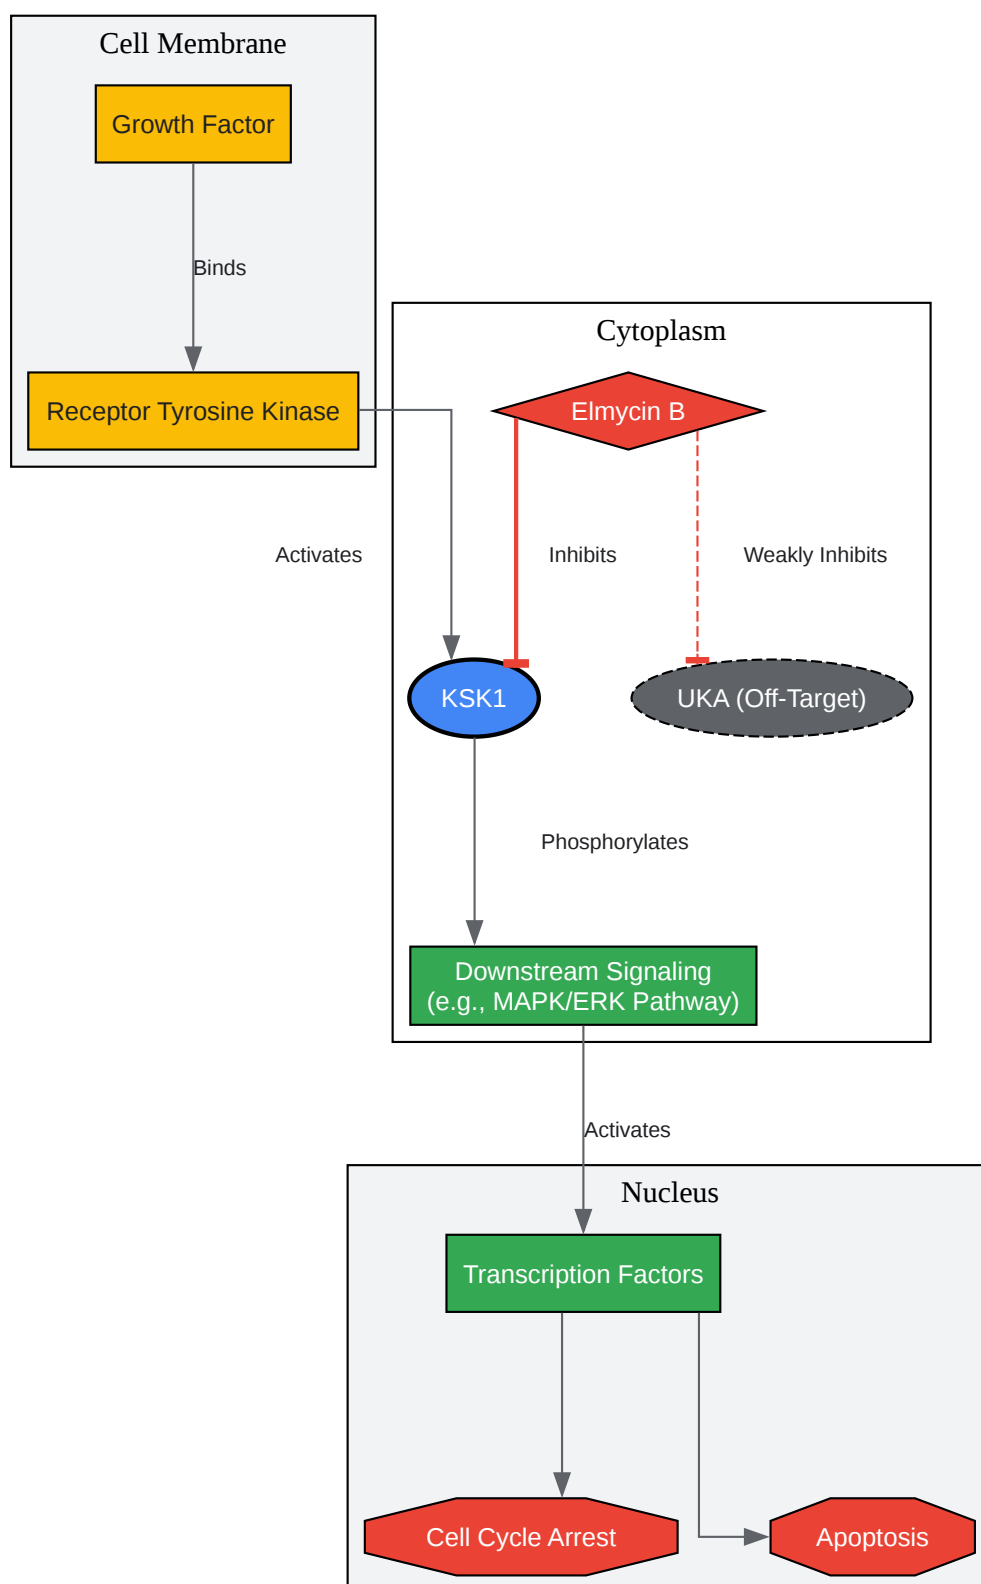 Cell Membrane
Growth Factor
Binds
Receptor Tyrosine Kinase
Cytoplasm
Elmycin B
Activates
Inhibits
Weakly Inhibits
KSK1
UKA (Off-Target)
Phosphorylates
Downstream Signaling
(e.g., MAPK/ERK Pathway)
Activates
Nucleus
Transcription Factors
Cell Cycle Arrest
Apoptosis